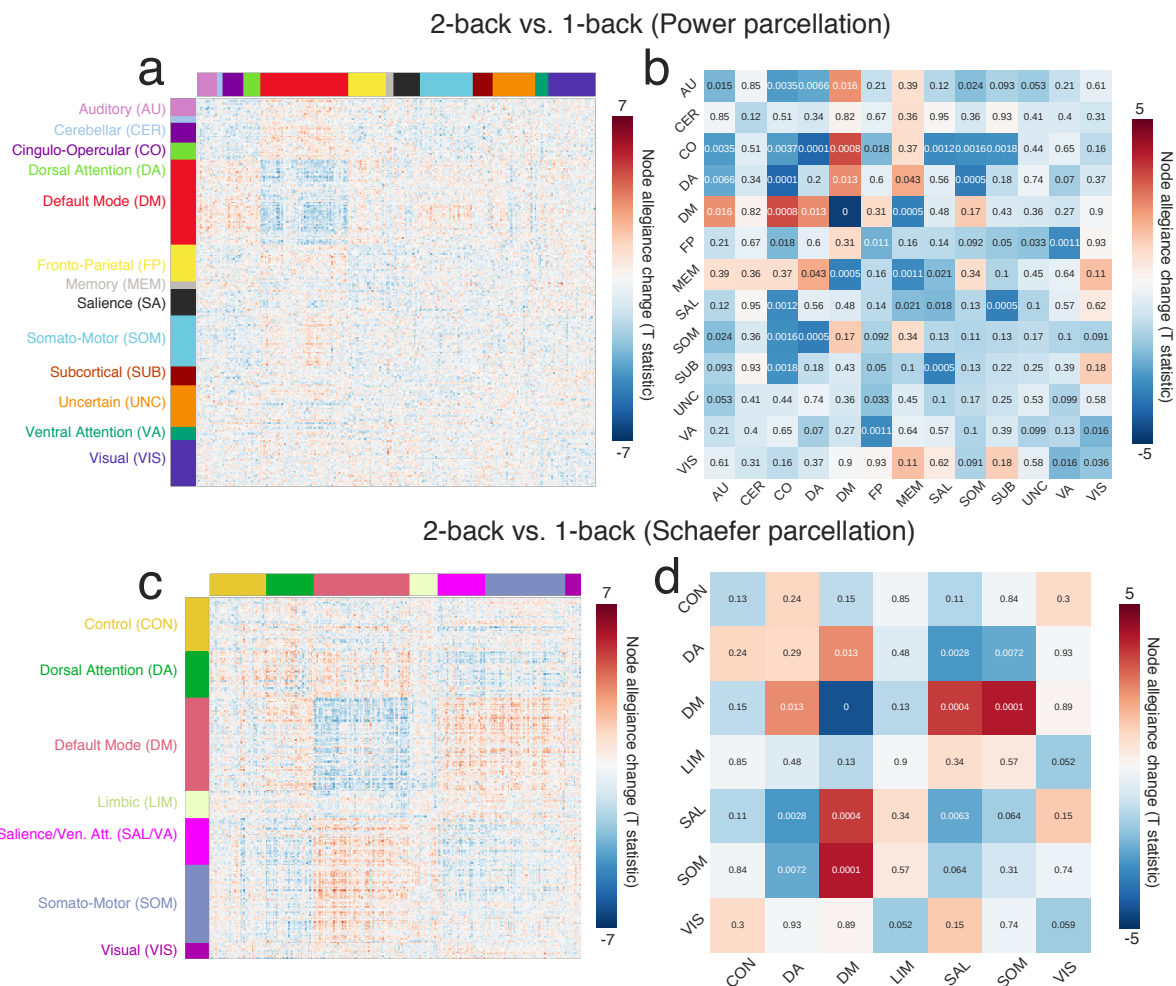 2-back vs. 1-back (Power parcellation)
a
Auditory (AU)
Cerebellar (CER)
Cingulo-Opercular (CO)
Dorsal Attention (DA)
Default Mode (DM)
Fronto-Parietal (FP)
Memory (MEM)
Salience (SA)
Somato-Motor (SOM)
Subcortical (SUB)
Uncertain (UNC)
Ventral Attention (VA)
Visual (VIS)
7
Node allegiance change (T statistic)
-7
b
AU 0.015 0.85 0.0035 0.0066 0.016 0.21 0.39 0.12 0.024 0.093 0.053 0.21 0.61
CER 0.85 0.12 0.51 0.34 0.82 0.67 0.36 0.95 0.36 0.93 0.41 0.4 0.31
CO 0.0035 0.51 0.0037 0.0001 0.0008 0.018 0.37 0.0012 0.0016 0.0018 0.44 0.65 0.16
DA 0.0066 0.34 0.0001 0.2 0.013 0.6 0.043 0.56 0.0005 0.18 0.74 0.07 0.37
DM 0.016 0.82 0.0008 0.013 0 0.31 0.0005 0.48 0.17 0.43 0.36 0.27 0.9
FP 0.21 0.67 0.018 0.6 0.31 0.011 0.16 0.14 0.092 0.05 0.033 0.0011 0.93
MEM 0.39 0.36 0.37 0.043 0.0005 0.16 0.0011 0.021 0.34 0.1 0.45 0.64 0.11
SAL 0.12 0.95 0.0012 0.56 0.48 0.14 0.021 0.018 0.13 0.0005 0.1 0.57 0.62
SOM 0.024 0.36 0.0016 0.0005 0.17 0.092 0.34 0.13 0.11 0.13 0.17 0.1 0.091
SUB 0.093 0.93 0.0018 0.18 0.43 0.05 0.1 0.0005 0.13 0.22 0.25 0.39 0.18
UNC 0.053 0.41 0.44 0.74 0.36 0.033 0.45 0.1 0.17 0.25 0.53 0.099 0.58
VA 0.21 0.4 0.65 0.07 0.27 0.0011 0.64 0.57 0.1 0.39 0.099 0.13 0.016
VIS 0.61 0.31 0.16 0.37 0.9 0.93 0.11 0.62 0.091 0.18 0.58 0.016 0.036
AU CER CO DA DM FP MEM SAL SOM SUB UNC VA VIS
5
Node allegiance change (T statistic)
-5
2-back vs. 1-back (Schaefer parcellation)
c
Control (CON)
Dorsal Attention (DA)
Default Mode (DM)
Limbic (LIM)
Salience/Ven. Att. (SAL/VA)
Somato-Motor (SOM)
Visual (VIS)
7
Node allegiance change (T statistic)
-7
d
CON 0.13 0.24 0.15 0.85 0.11 0.84 0.3
DA 0.24 0.29 0.013 0.48 0.0028 0.0072 0.93
DM 0.15 0.013 0 0.13 0.0004 0.0001 0.89
LIM 0.85 0.48 0.13 0.9 0.34 0.57 0.052
SAL 0.11 0.0028 0.0004 0.34 0.0063 0.064 0.15
SOM 0.84 0.0072 0.0001 0.57 0.064 0.31 0.74
VIS 0.3 0.93 0.89 0.052 0.15 0.74 0.059
CON DA DM LIM SAL SOM VIS
5
Node allegiance change (T statistic)
-5